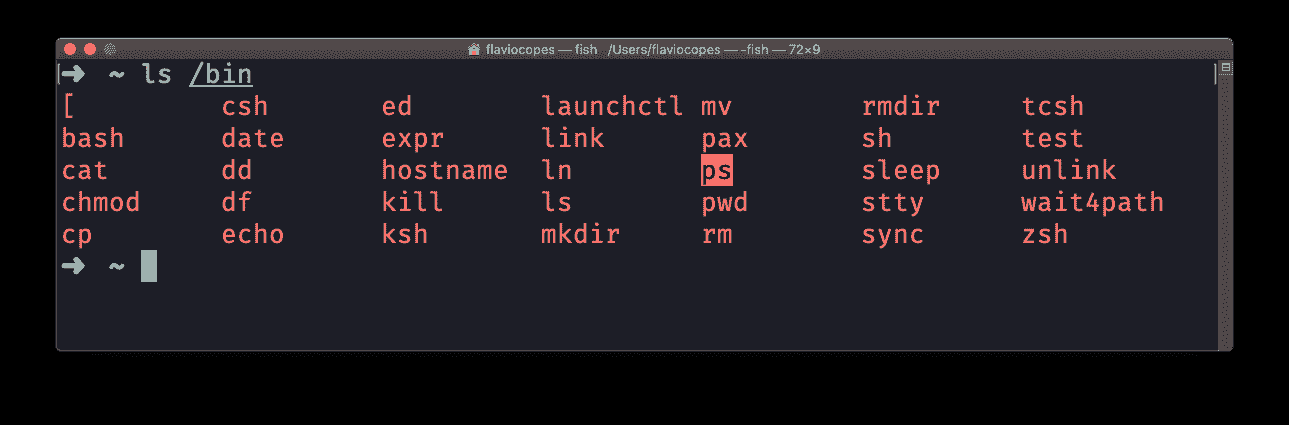 flaviocopes — fish /Users/flaviocopes — -fish — 72×9
➜ ~ ls /bin
[ csh ed launchctl mv rmdir tcsh
bash date expr link pax sh test
cat dd hostname ln ps sleep unlink
chmod df kill ls pwd stty wait4path
cp echo ksh mkdir rm sync zsh
➜ ~